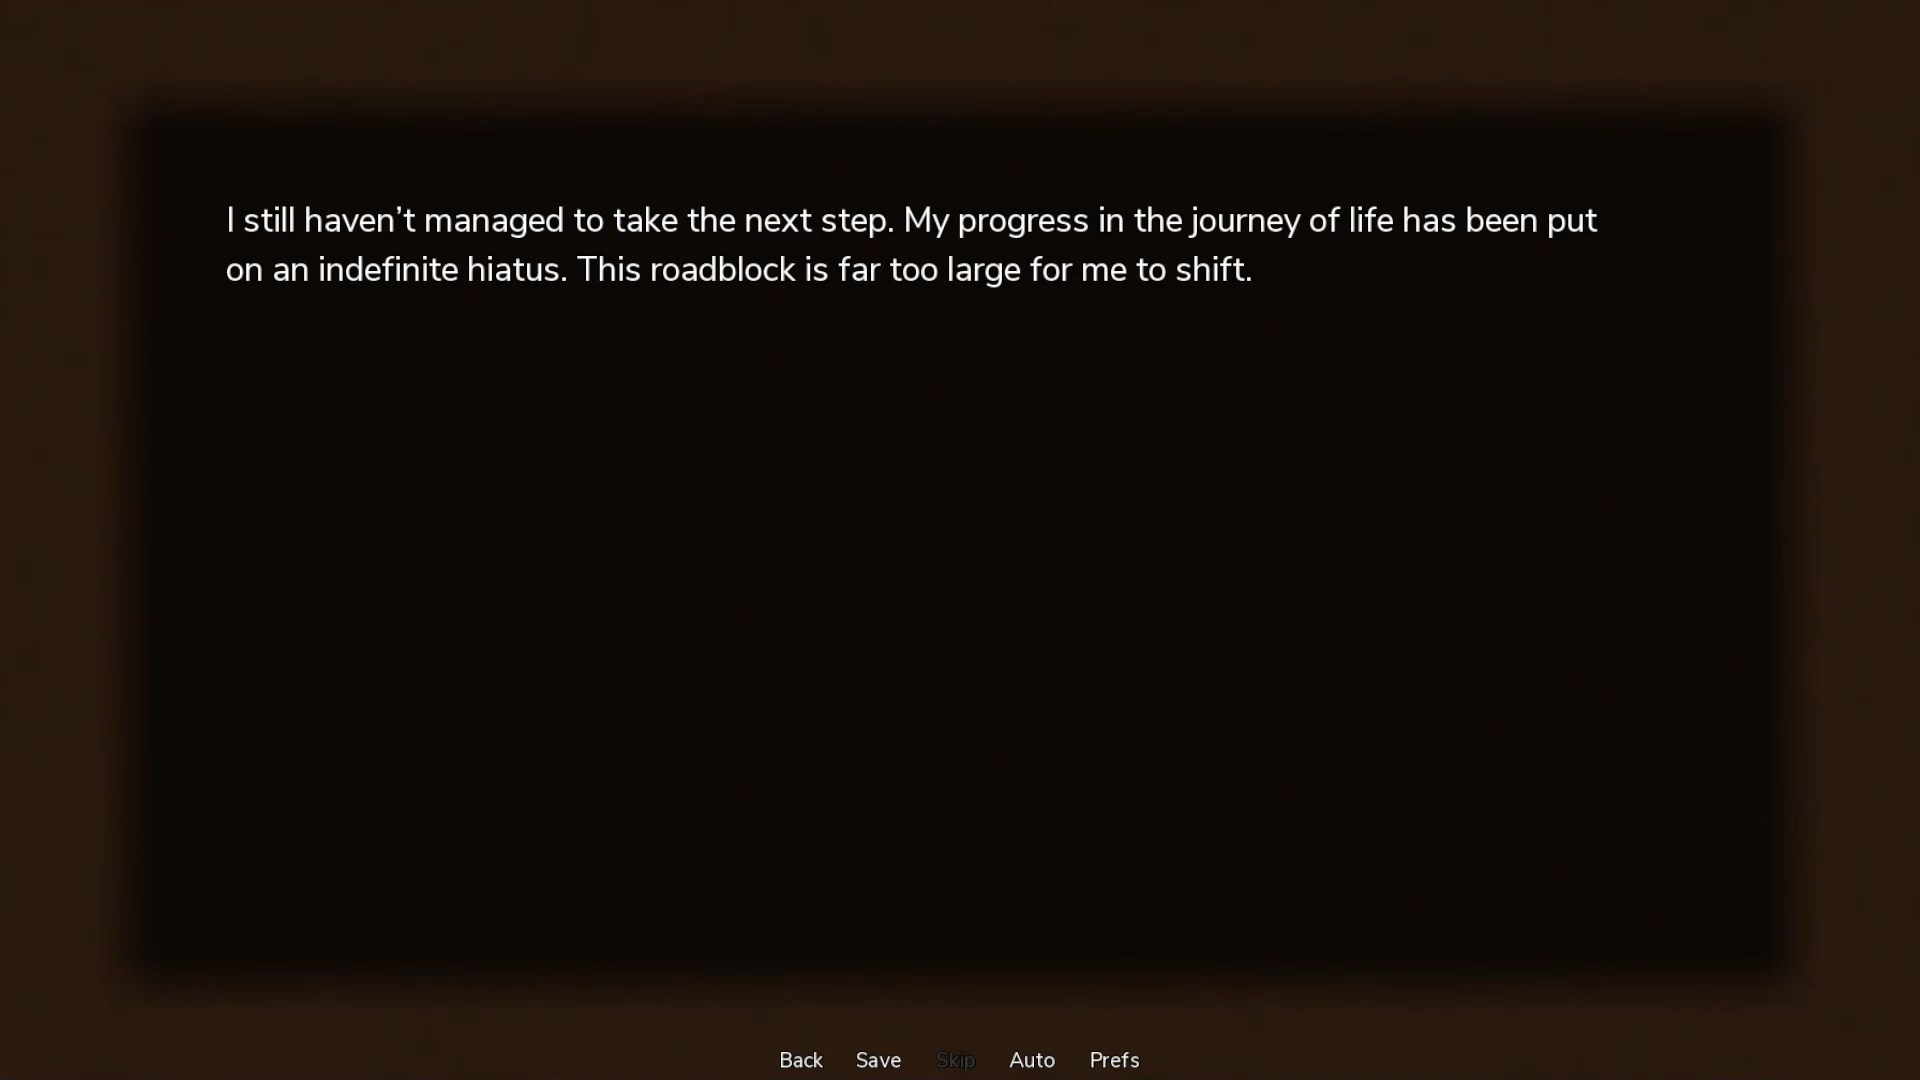 I still haven’t managed to take the next step. My progress in the journey of life has been put
on an indefinite hiatus. This roadblock is far too large for me to shift.
Back Save Skip Auto Prefs